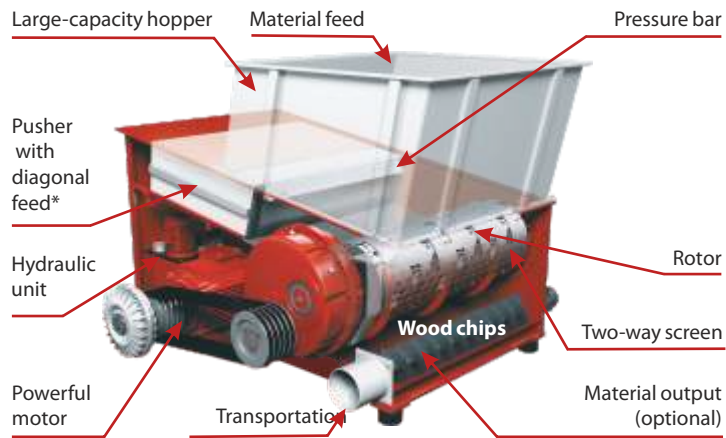 Large-capacity hopper
Material feed
Pressure bar
Pusher
with
diagonal
feed*
Hydraulic
unit
Rotor
Wood chips
Two-way screen
Powerful
motor
Transportation
Material output
(optional)